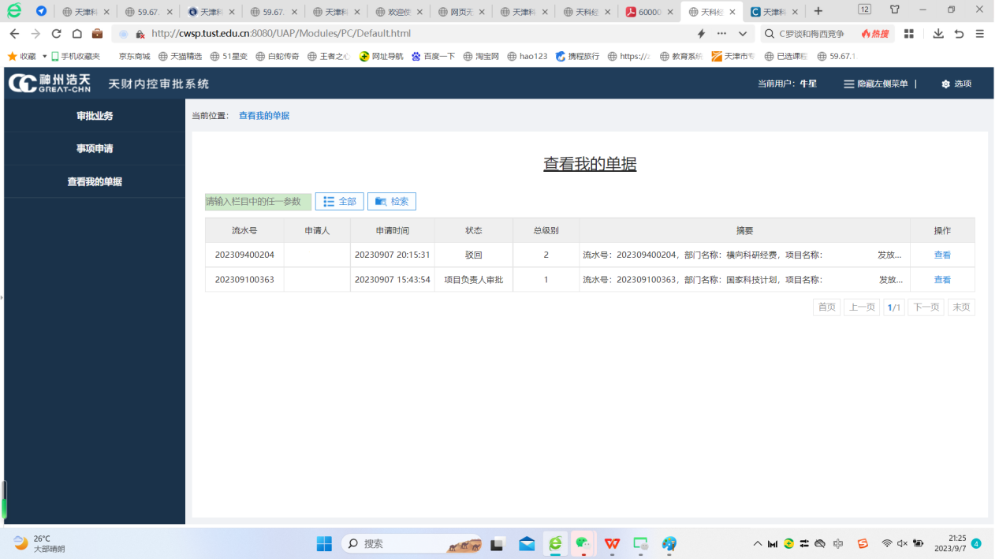 天津科 59.67. 天津科 59.67. 天津科 欢迎使 网页无 天津科 天科经 60000 天科经 天津科 12
http://cwsp.tust.edu.cn:8080/UAP/Modules/PC/Default.html C罗谈和梅西竞争 热搜
收藏 手机收藏夹 京东商城 天猫精选 51星变 白蛇传奇 王者之心 网址导航 百度一下 淘宝网 hao123 携程旅行 https:// 教育系统 天津市专 已选课程 59.67.1
神州浩天
GREAT-CHN
天财内控审批系统
当前用户：牛星 隐藏左侧菜单 | 选项
审批业务
事项申请
查看我的单据
当前位置： 查看我的单据
查看我的单据
请输入栏目中的任一参数 全部 检索
流水号 申请人 申请时间 状态 总级别 摘要 操作
202309400204 20230907 20:15:31 驳回 2 流水号：202309400204，部门名称：横向科研经费，项目名称： 发放... 查看
202309100363 20230907 15:43:54 项目负责人审批 1 流水号：202309100363，部门名称：国家科技计划，项目名称： 发放... 查看
首页 上一页 1/1 下一页 末页
26°C
大部晴朗
搜索
21:25
2023/9/7
4